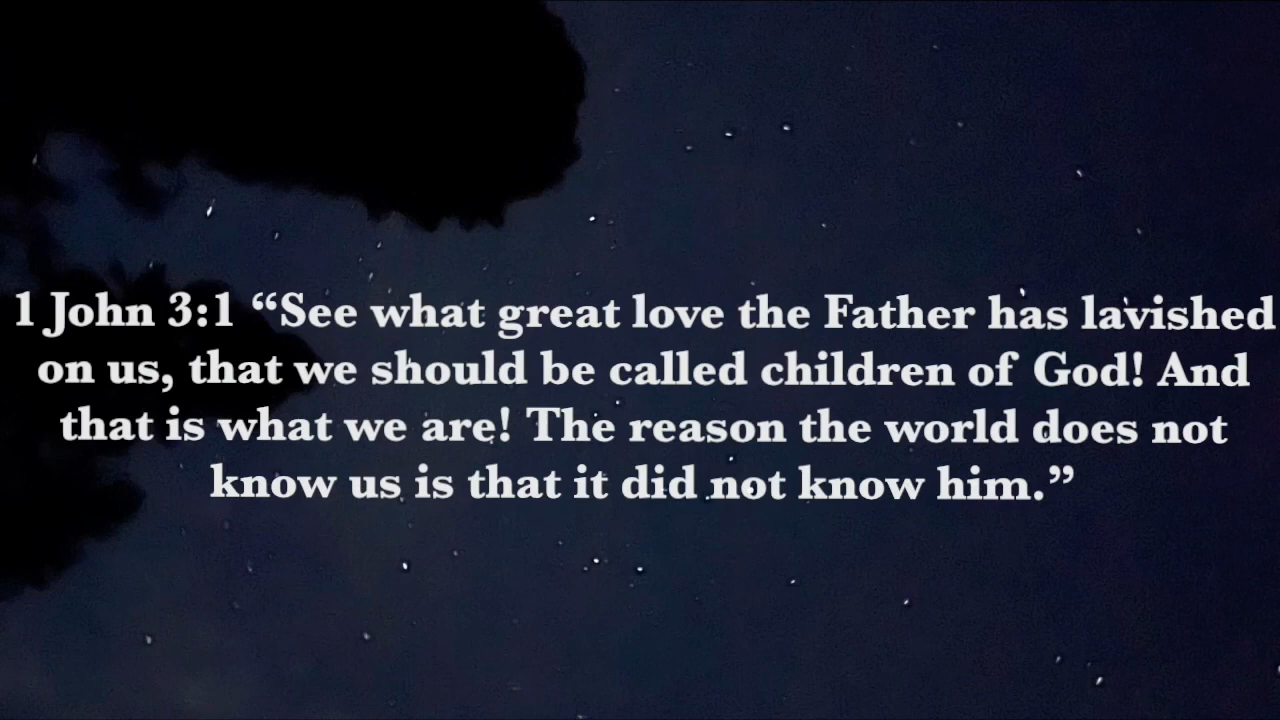 1 John 3:1 “See what great love the Father has lavished
on us, that we should be called children of God! And
that is what we are! The reason the world does not
know us is that it did not know him.”